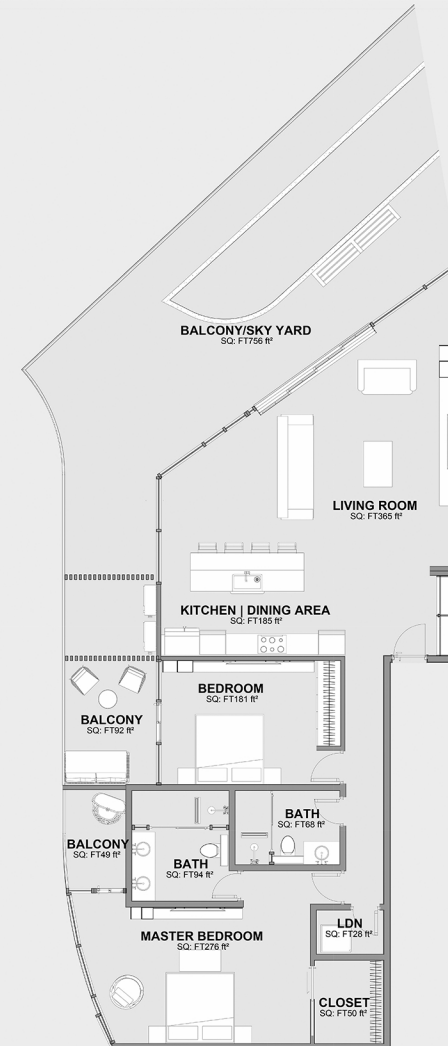 BALCONY/SKY YARD
SQ: FT756 ft²
LIVING ROOM
SQ: FT365 ft²
KITCHEN | DINING AREA
SQ: FT185 ft²
BEDROOM
SQ: FT181 ft²
BALCONY
SQ: FT92 ft²
BATH
SQ: FT68 ft²
BALCONY
SQ: FT49 ft²
BATH
SQ: FT94 ft²
LDN
SQ: FT28 ft²
MASTER BEDROOM
SQ: FT276 ft²
CLOSET
SQ: FT50 ft²